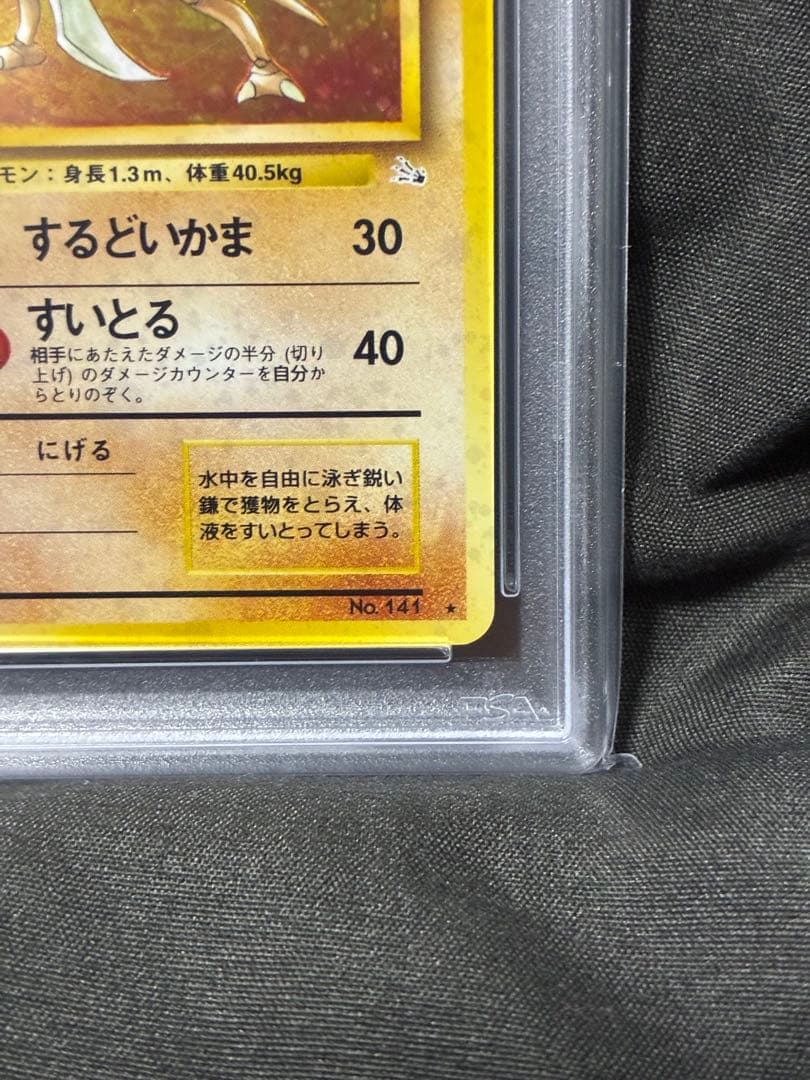 モン：身長1.3m、体重40.5kg
するどいかま 30
すいとる 40
相手にあたえたダメージの半分 (切り
上げ) のダメージカウンターを自分か
らとりのぞく。
にげる
水中を自由に泳ぎ鋭い
鎌で獲物をとらえ、体
液をすいとってしまう。
No. 141 ★
PSA